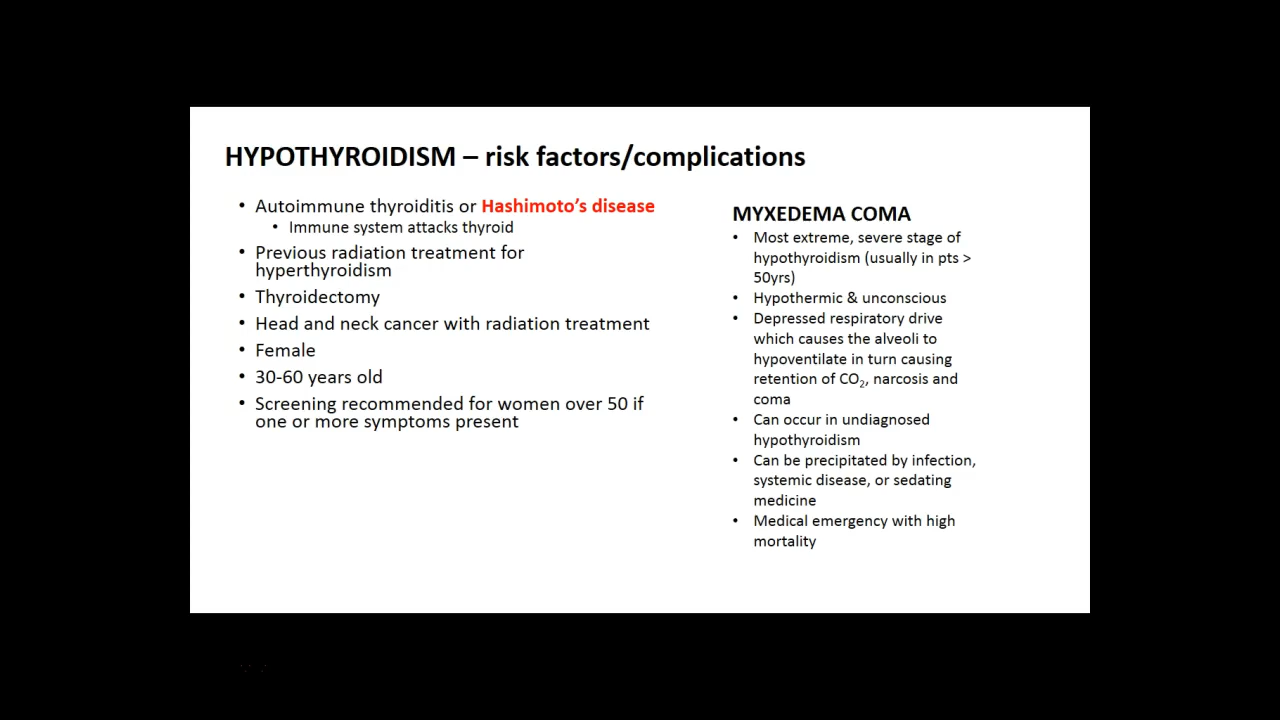 HYPOTHYROIDISM – risk factors/complications
• Autoimmune thyroiditis or Hashimoto’s disease
• Immune system attacks thyroid
• Previous radiation treatment for
hyperthyroidism
• Thyroidectomy
• Head and neck cancer with radiation treatment
• Female
• 30-60 years old
• Screening recommended for women over 50 if
one or more symptoms present
MYXEDEMA COMA
• Most extreme, severe stage of
hypothyroidism (usually in pts >
50yrs)
• Hypothermic & unconscious
• Depressed respiratory drive
which causes the alveoli to
hypoventilate in turn causing
retention of CO₂, narcosis and
coma
• Can occur in undiagnosed
hypothyroidism
• Can be precipitated by infection,
systemic disease, or sedating
medicine
• Medical emergency with high
mortality